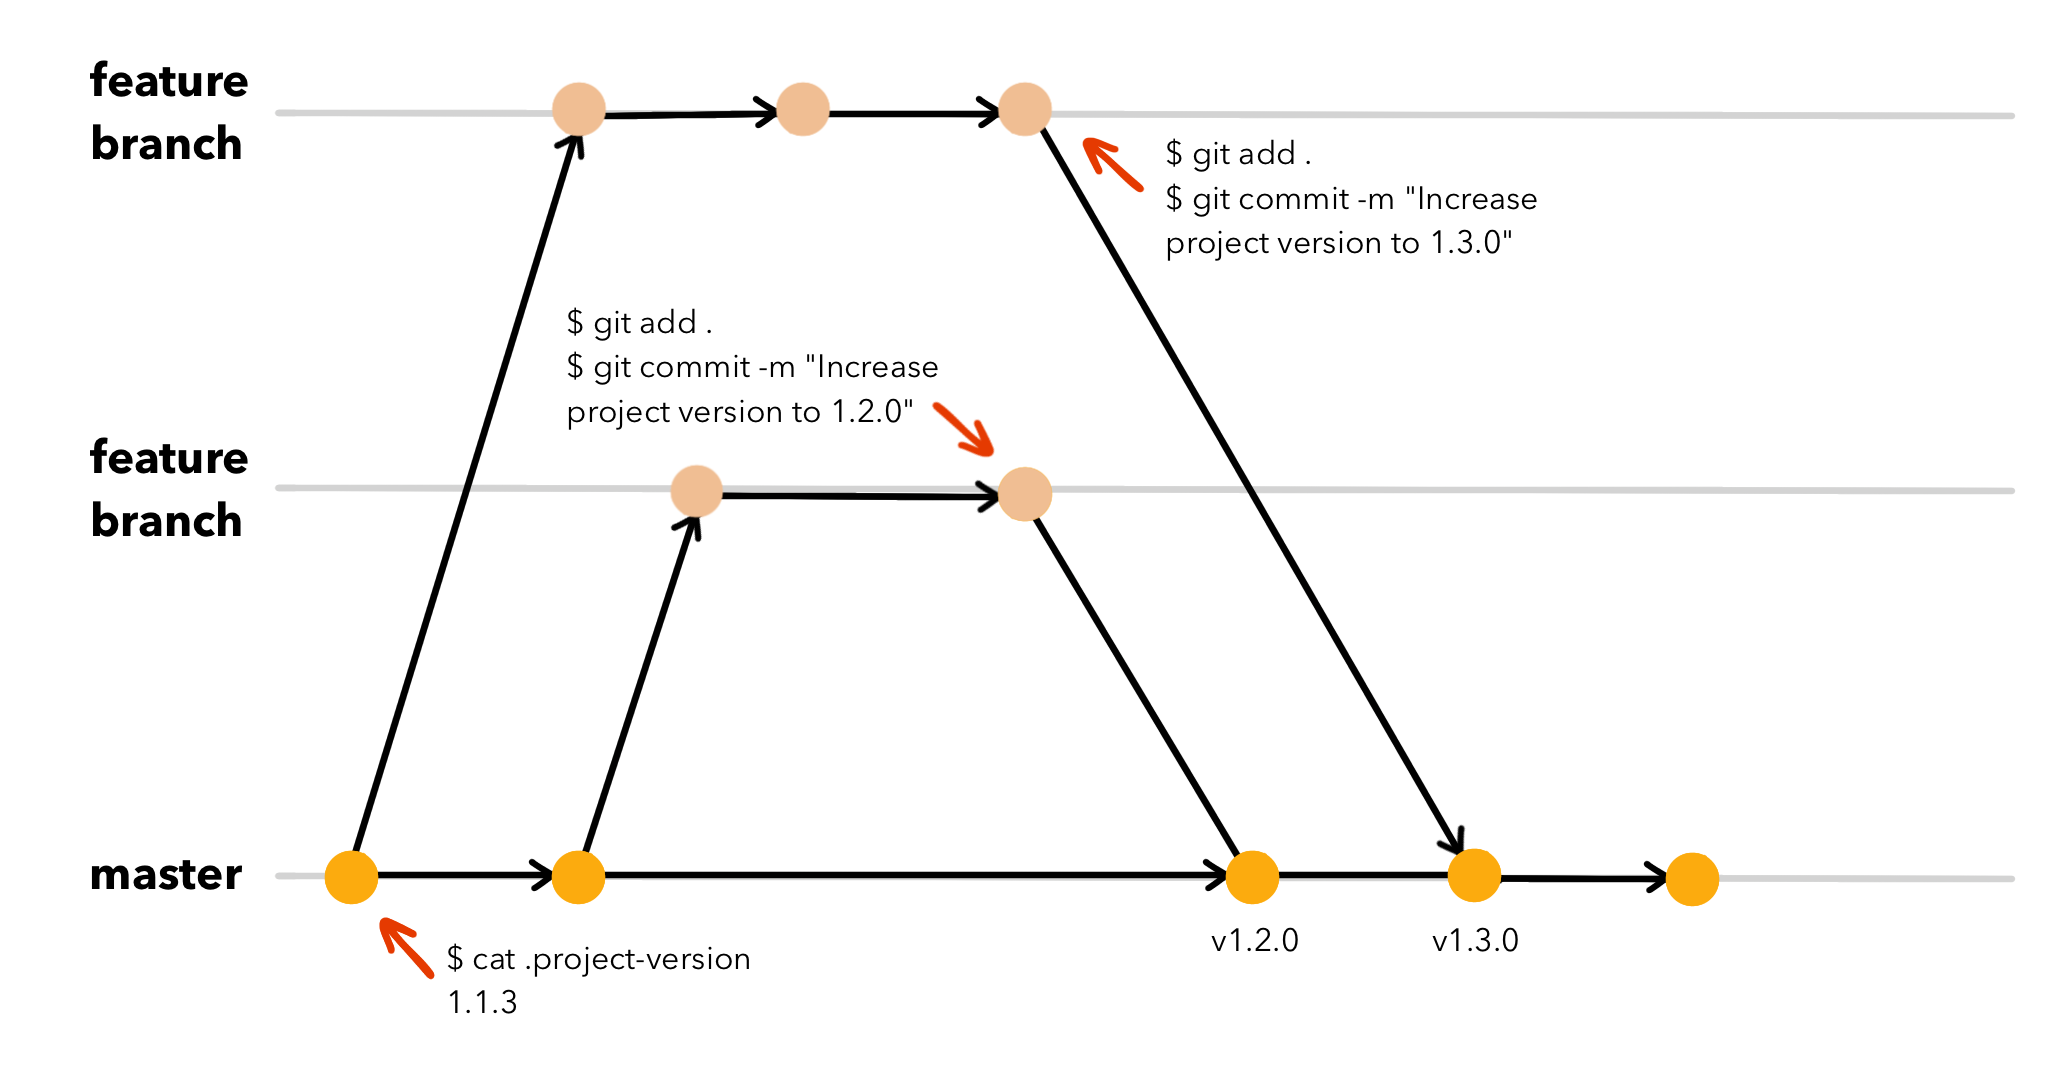 feature
branch
$ git add .
$ git commit -m "Increase
project version to 1.3.0"
$ git add .
$ git commit -m "Increase
project version to 1.2.0"
feature
branch
master
v1.2.0
v1.3.0
$ cat .project-version
1.1.3